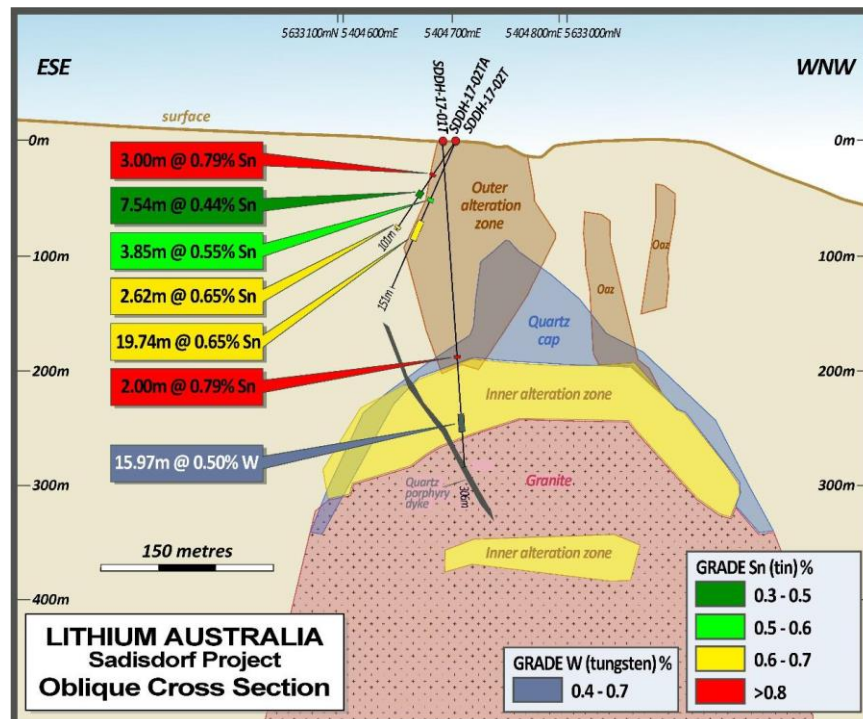 5633100mN 5404600mE 5404700mE 5404800mE 5633000mN
ESE
WNW
SDDH-17-01T
SDDH-17-02TA
SDDH-17-02T
surface
0m
0m
3.00m @ 0.79% Sn
7.54m @ 0.44% Sn
3.85m @ 0.55% Sn
2.62m @ 0.65% Sn
19.74m @ 0.65% Sn
2.00m @ 0.79% Sn
15.97m @ 0.50% W
Outer
alteration
zone
101m
151m
Oaz
Oaz
100m
100m
Quartz
cap
200m
200m
Inner alteration zone
300m
300m
Quartz
porphyry
dyke
306m
Granite
Inner alteration zone
150 metres
400m
LITHIUM AUSTRALIA
Sadisdorf Project
Oblique Cross Section
GRADE W (tungsten) %
0.4 - 0.7
GRADE Sn (tin) %
0.3 - 0.5
0.5 - 0.6
0.6 - 0.7
>0.8